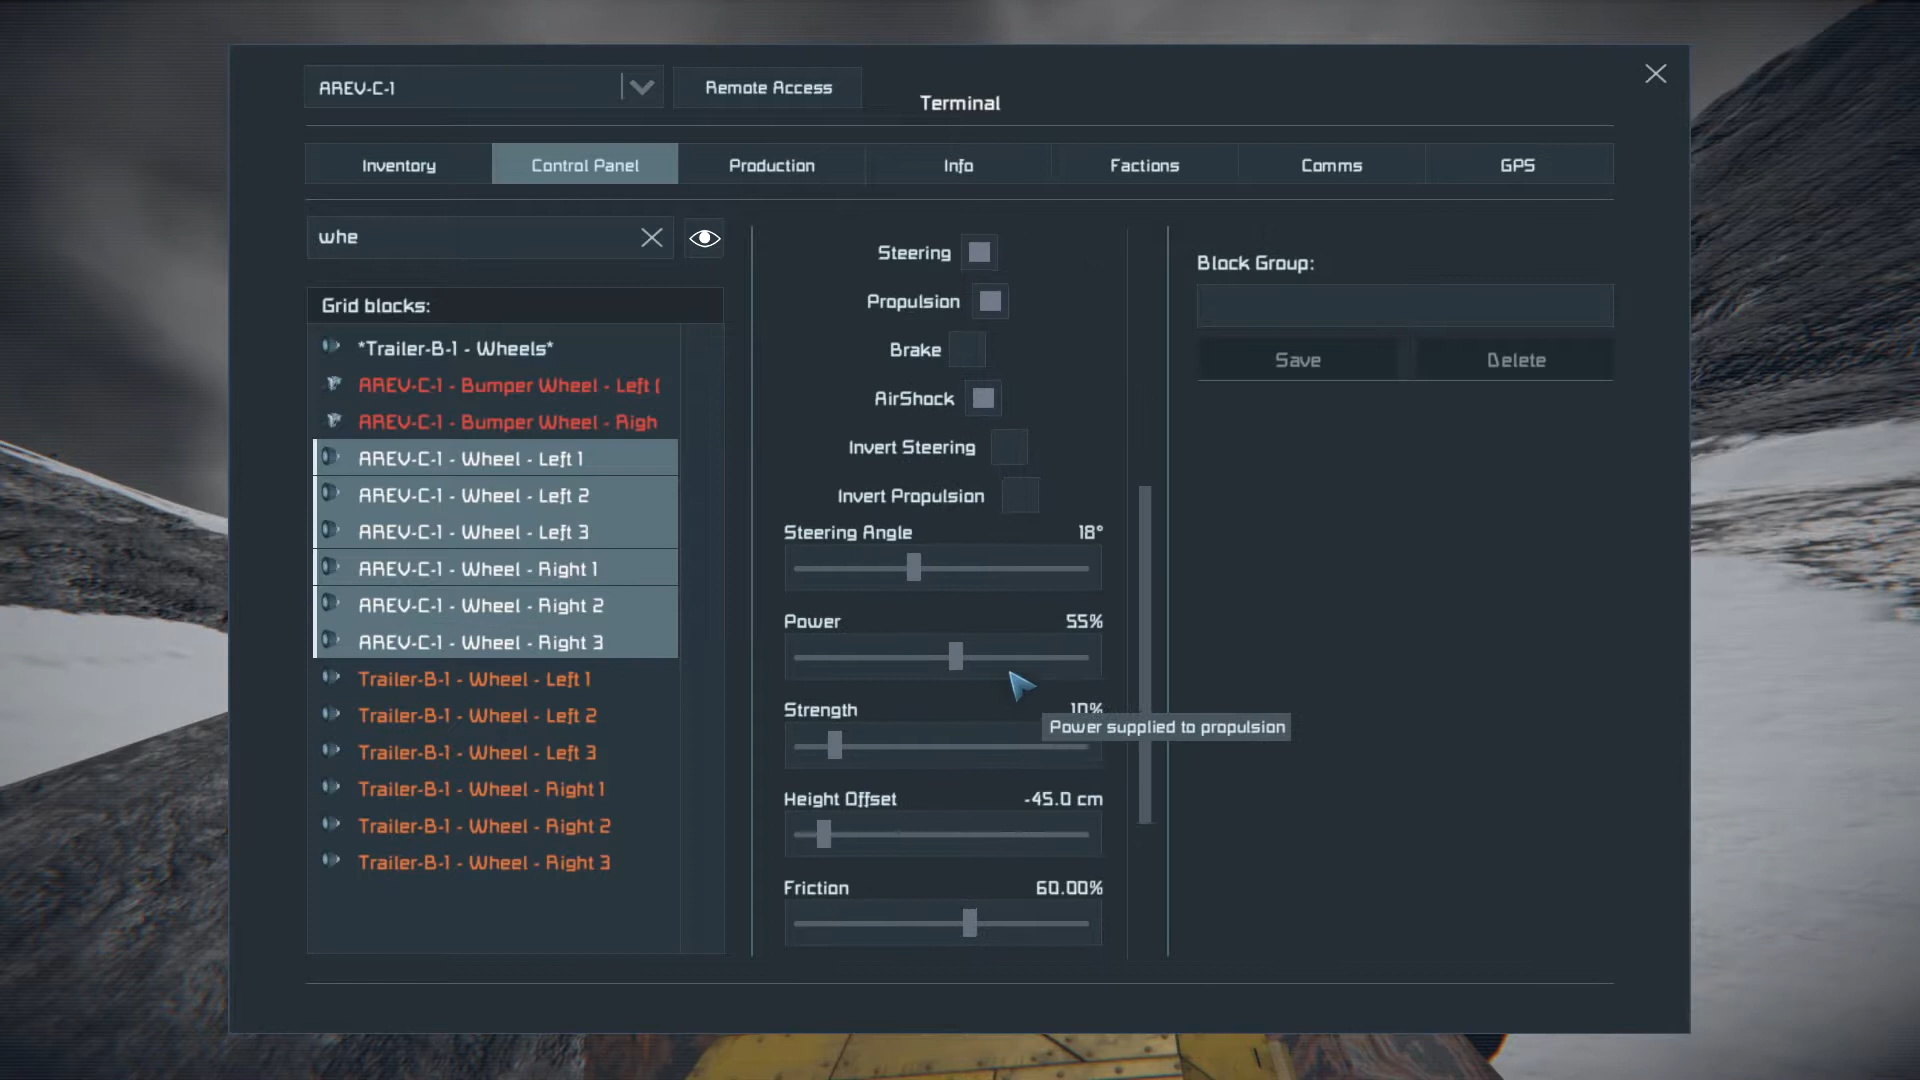 AREV-C-1
Remote Access
Terminal
Inventory
Control Panel
Production
Info
Factions
Comms
GPS
whe
Grid blocks:
*Trailer-B-1 - Wheels*
AREV-C-1 - Bumper Wheel - Left (
AREV-C-1 - Bumper Wheel - Righ
AREV-C-1 - Wheel - Left 1
AREV-C-1 - Wheel - Left 2
AREV-C-1 - Wheel - Left 3
AREV-C-1 - Wheel - Right 1
AREV-C-1 - Wheel - Right 2
AREV-C-1 - Wheel - Right 3
Trailer-B-1 - Wheel - Left 1
Trailer-B-1 - Wheel - Left 2
Trailer-B-1 - Wheel - Left 3
Trailer-B-1 - Wheel - Right 1
Trailer-B-1 - Wheel - Right 2
Trailer-B-1 - Wheel - Right 3
Steering
Propulsion
Brake
AirShock
Invert Steering
Invert Propulsion
Steering Angle 18°
Power 55%
Strength 10%
Power supplied to propulsion
Height Offset -45.0 cm
Friction 60.00%
Block Group:
Save
Delete